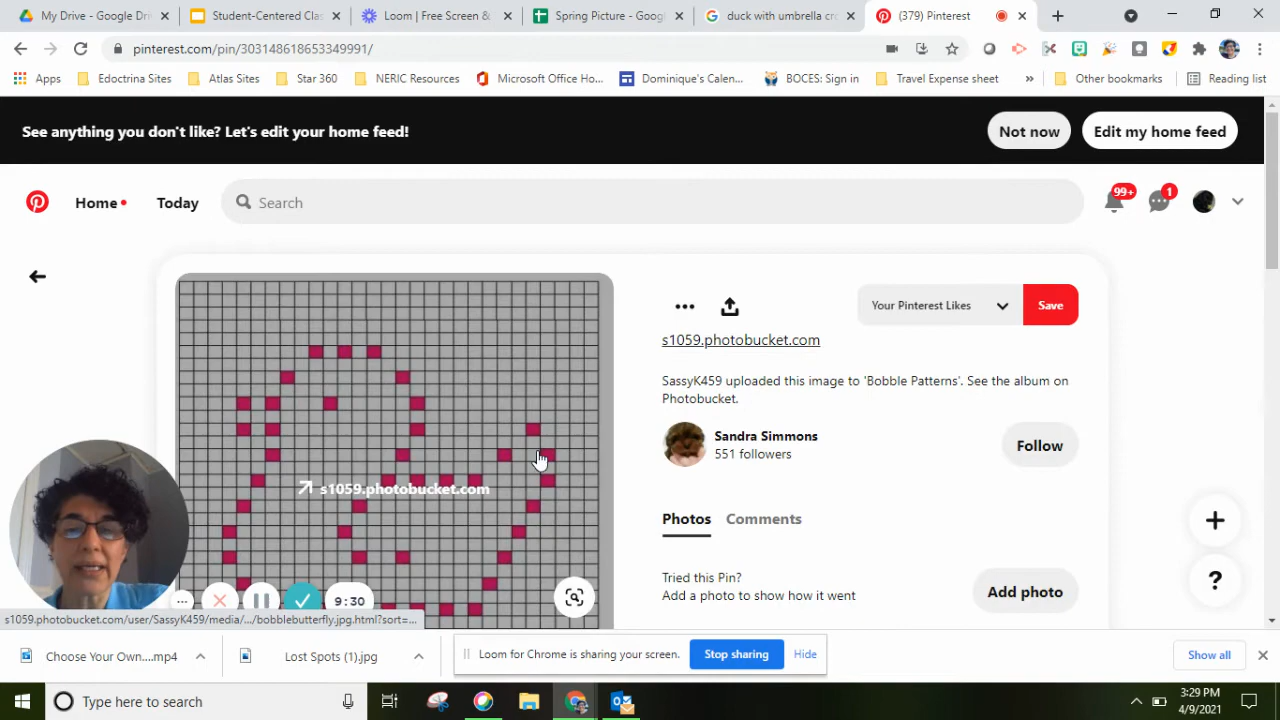 My Drive - Google Dri
Student-Centered Cla
Loom | Free Screen &
Spring Picture - Goog
duck with umbrella cr
(379) Pinterest
pinterest.com/pin/303148618653349991/
Apps
Edoctrina Sites
Atlas Sites
Star 360
NERIC Resources
Microsoft Office Ho...
Dominique's Calen...
BOCES: Sign in
Travel Expense sheet
»
Other bookmarks
Reading list
See anything you don't like? Let's edit your home feed!
Not now
Edit my home feed
Home
Today
Search
99+
1
Your Pinterest Likes
Save
s1059.photobucket.com
SassyK459 uploaded this image to 'Bobble Patterns'. See the album on
Photobucket.
Sandra Simmons
551 followers
Follow
s1059.photobucket.com
Photos
Comments
Tried this Pin?
Add a photo to show how it went
Add photo
?
9:30
s1059.photobucket.com/user/SassyK459/media/.../bobblebutterfly.jpg.html?sort=...
Choose Your Own....mp4
Lost Spots (1).jpg
Loom for Chrome is sharing your screen.
Stop sharing
Hide
Show all
Type here to search
3:29 PM
4/9/2021